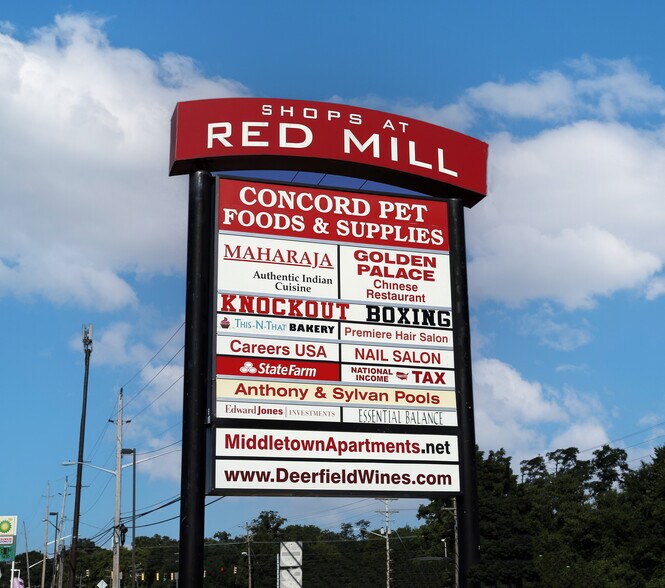 SHOPS AT
RED MILL
CONCORD PET
FOODS & SUPPLIES
MAHARAJA
Authentic Indian
Cuisine
GOLDEN
PALACE
Chinese
Restaurant
KNOCKOUT BOXING
THIS-N-THAT BAKERY
Premiere Hair Salon
Careers USA
NAIL SALON
StateFarm
NATIONAL
INCOME TAX
Anthony & Sylvan Pools
Edward Jones INVESTMENTS
ESSENTIAL BALANCE
MiddletownApartments.net
www.DeerfieldWines.com
bp